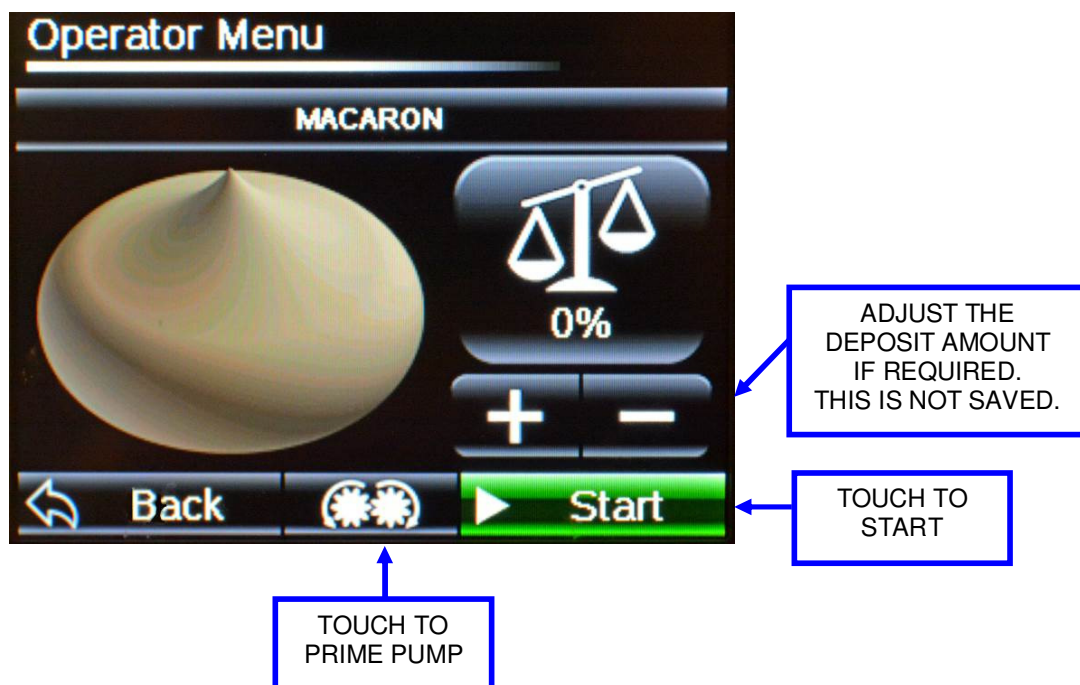 Operator Menu
MACARON
0%
+ −
Back
Start
ADJUST THE
DEPOSIT AMOUNT
IF REQUIRED.
THIS IS NOT SAVED.
TOUCH TO
START
TOUCH TO
PRIME PUMP